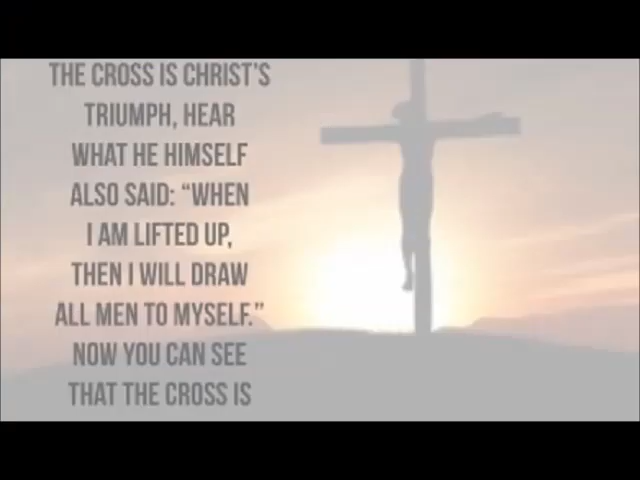 THE CROSS IS CHRIST'S
TRIUMPH, HEAR
WHAT HE HIMSELF
ALSO SAID: “WHEN
I AM LIFTED UP,
THEN I WILL DRAW
ALL MEN TO MYSELF.”
NOW YOU CAN SEE
THAT THE CROSS IS